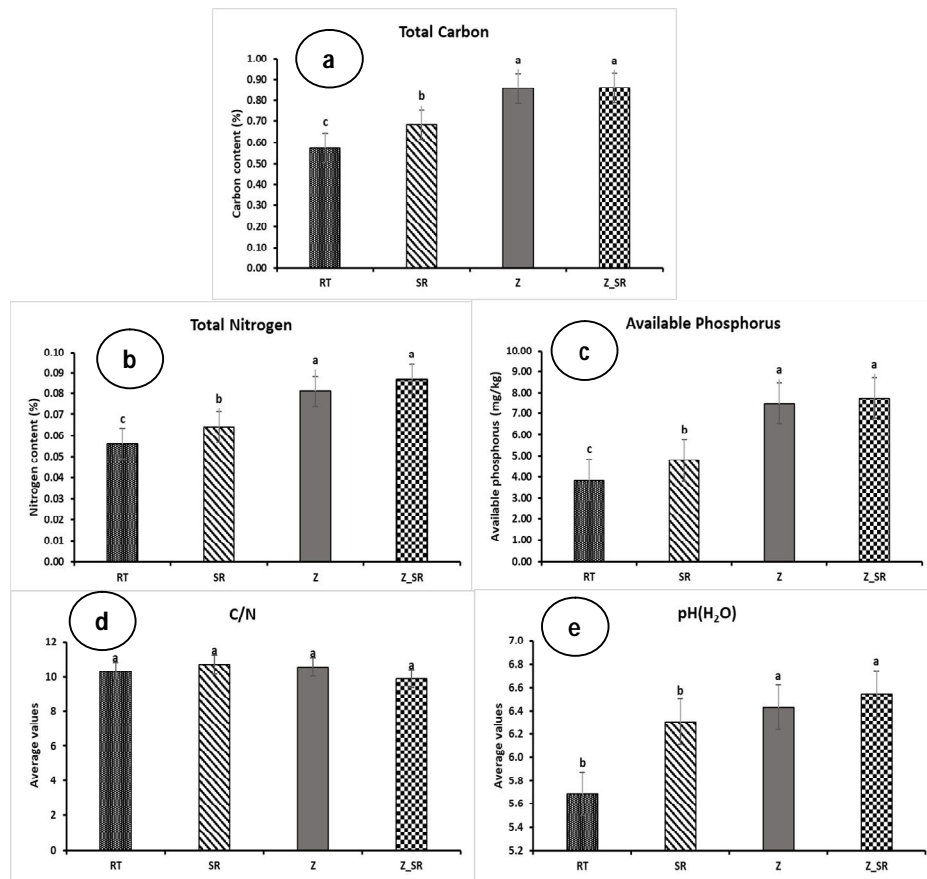 Total Carbon
a
Carbon content (%)
1.00
0.90
0.80
0.70
0.60
0.50
0.40
0.30
0.20
0.10
0.00
c
b
a
a
RT SR Z Z_SR
Total Nitrogen
b
Nitrogen content (%)
0.10
0.09
0.08
0.07
0.06
0.05
0.04
0.03
0.02
0.01
0.00
c
b
a
a
RT SR Z Z_SR
Available Phosphorus
c
Available phosphorus (mg/kg)
10.00
9.00
8.00
7.00
6.00
5.00
4.00
3.00
2.00
1.00
0.00
c
b
a
a
RT SR Z Z_SR
C/N
d
Average values
12
10
8
6
4
2
0
a
a
a
a
RT SR Z Z_SR
pH(H₂O)
e
Average values
7.0
6.8
6.6
6.4
6.2
6.0
5.8
5.6
5.4
5.2
b
b
a
a
RT SR Z Z_SR